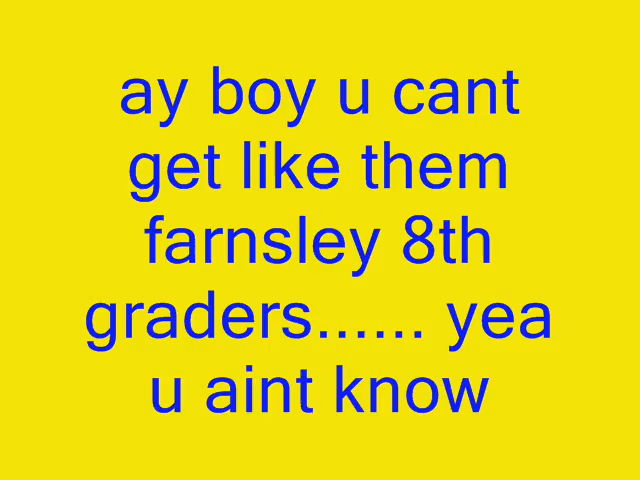 ay boy u cant
get like them
farnsley 8th
graders...... yea
u aint know